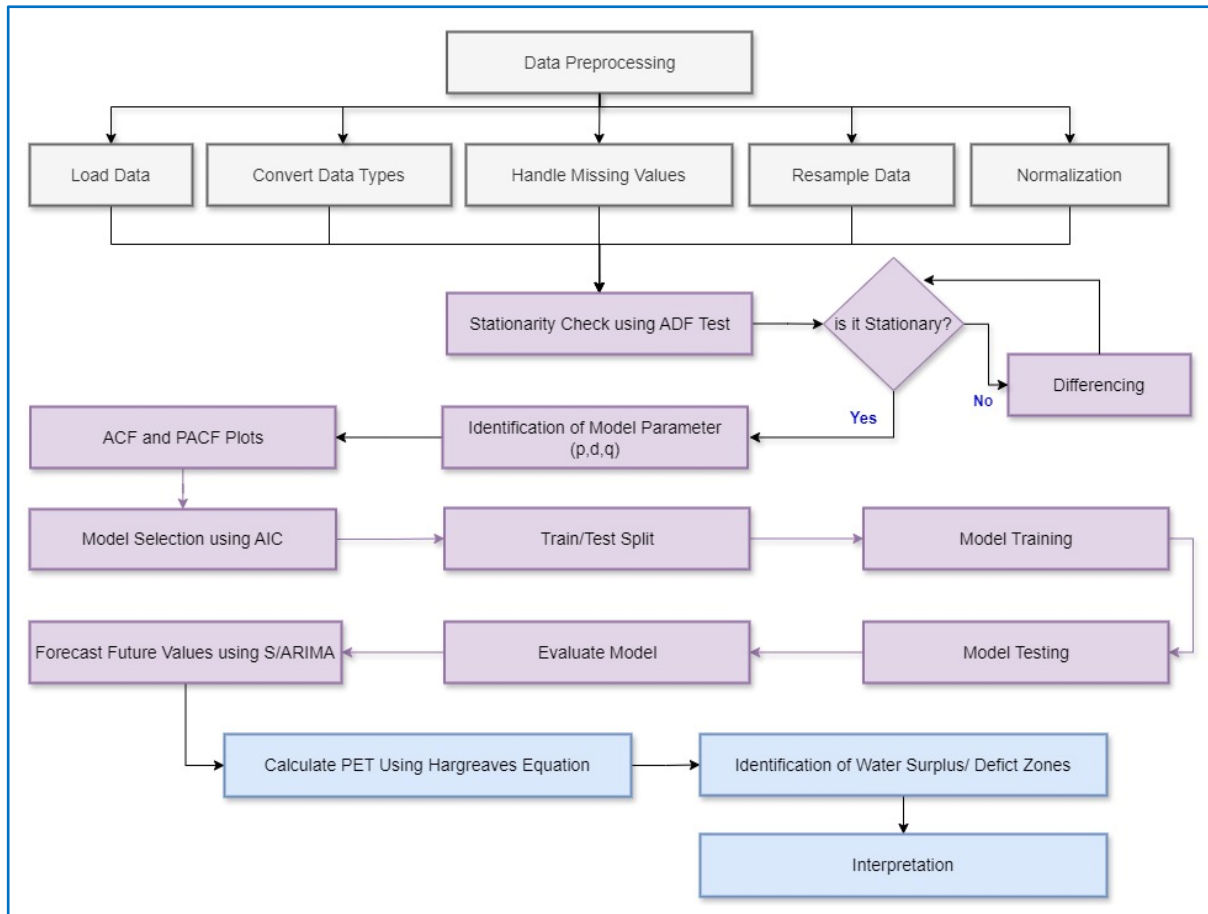 Data Preprocessing
Load Data
Convert Data Types
Handle Missing Values
Resample Data
Normalization
Stationarity Check using ADF Test
is it Stationary?
No
Differencing
Yes
Identification of Model Parameter
(p,d,q)
ACF and PACF Plots
Model Selection using AIC
Train/Test Split
Model Training
Model Testing
Evaluate Model
Forecast Future Values using S/ARIMA
Calculate PET Using Hargreaves Equation
Identification of Water Surplus/ Defict Zones
Interpretation